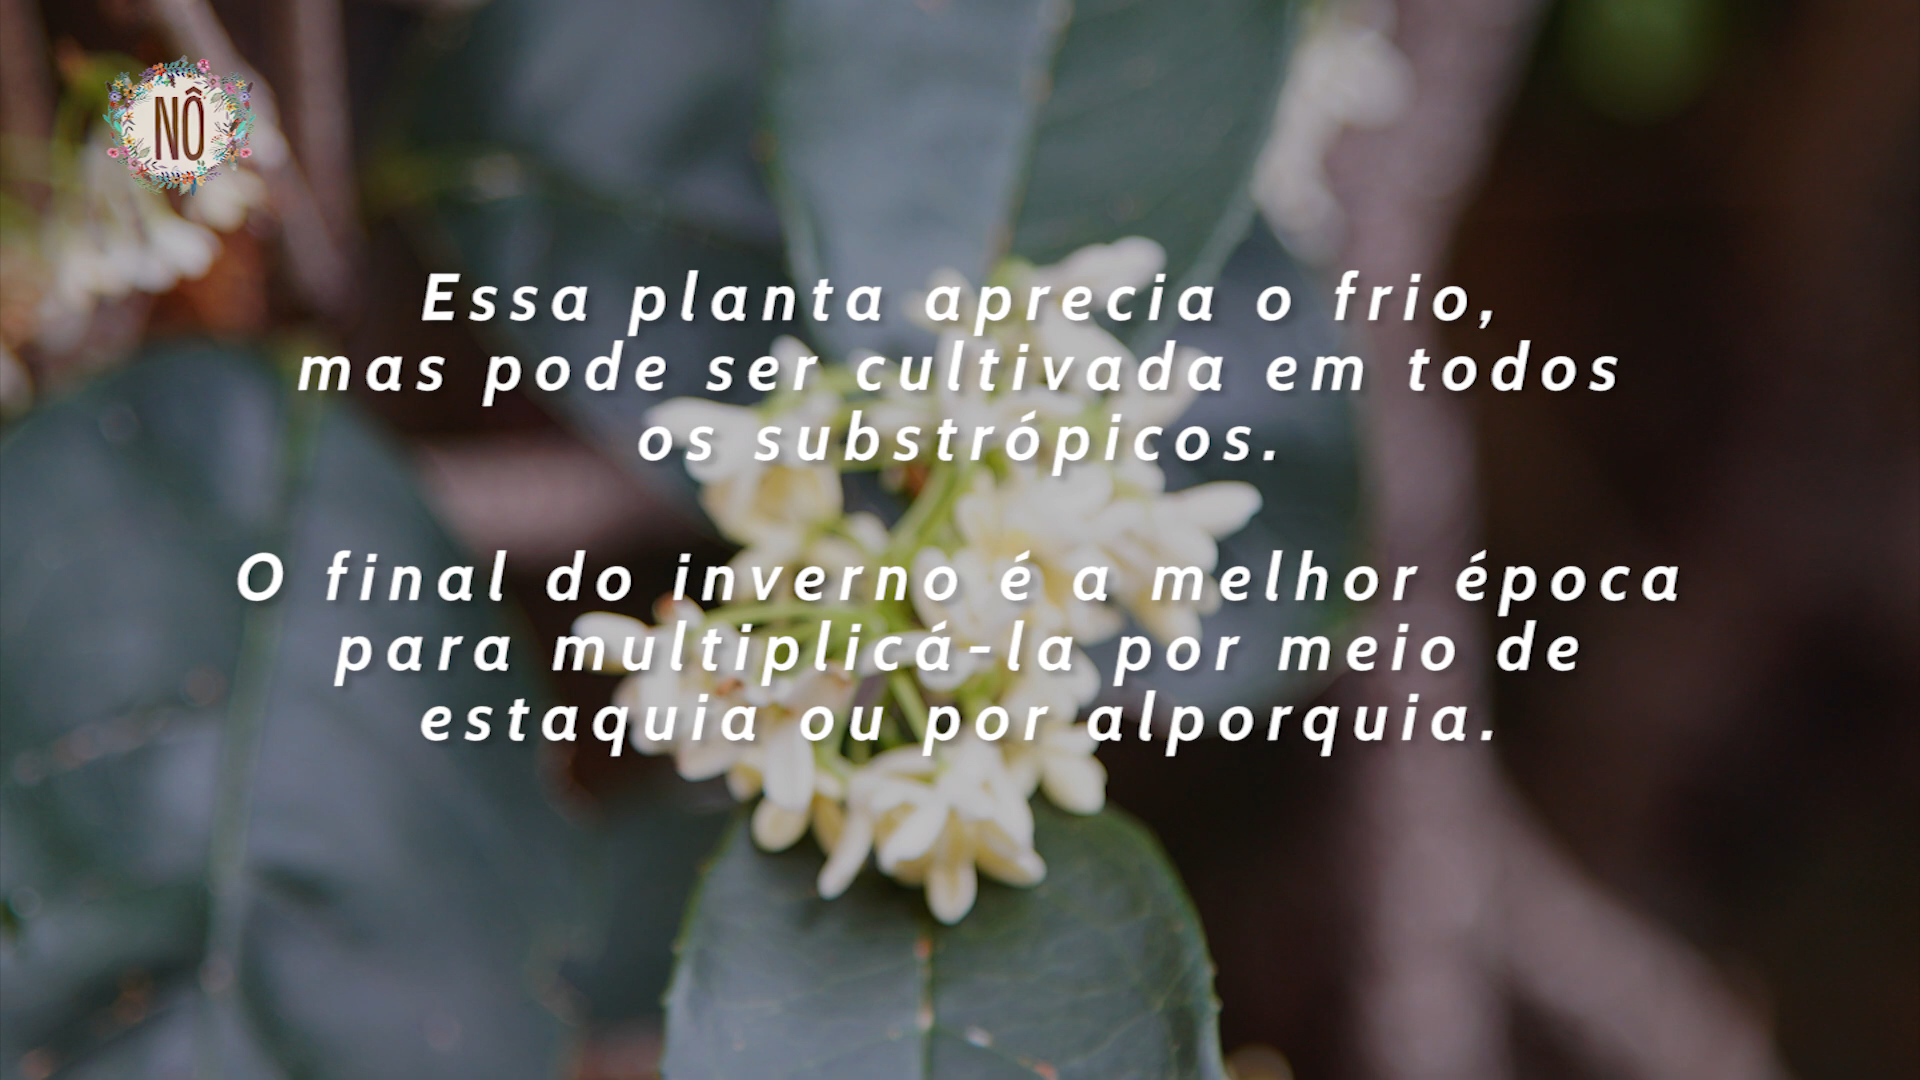 NÔ
Essa planta aprecia o frio,
mas pode ser cultivada em todos
os substrópicos.
O final do inverno é a melhor época
para multiplicá-la por meio de
estaquia ou por alporquia.